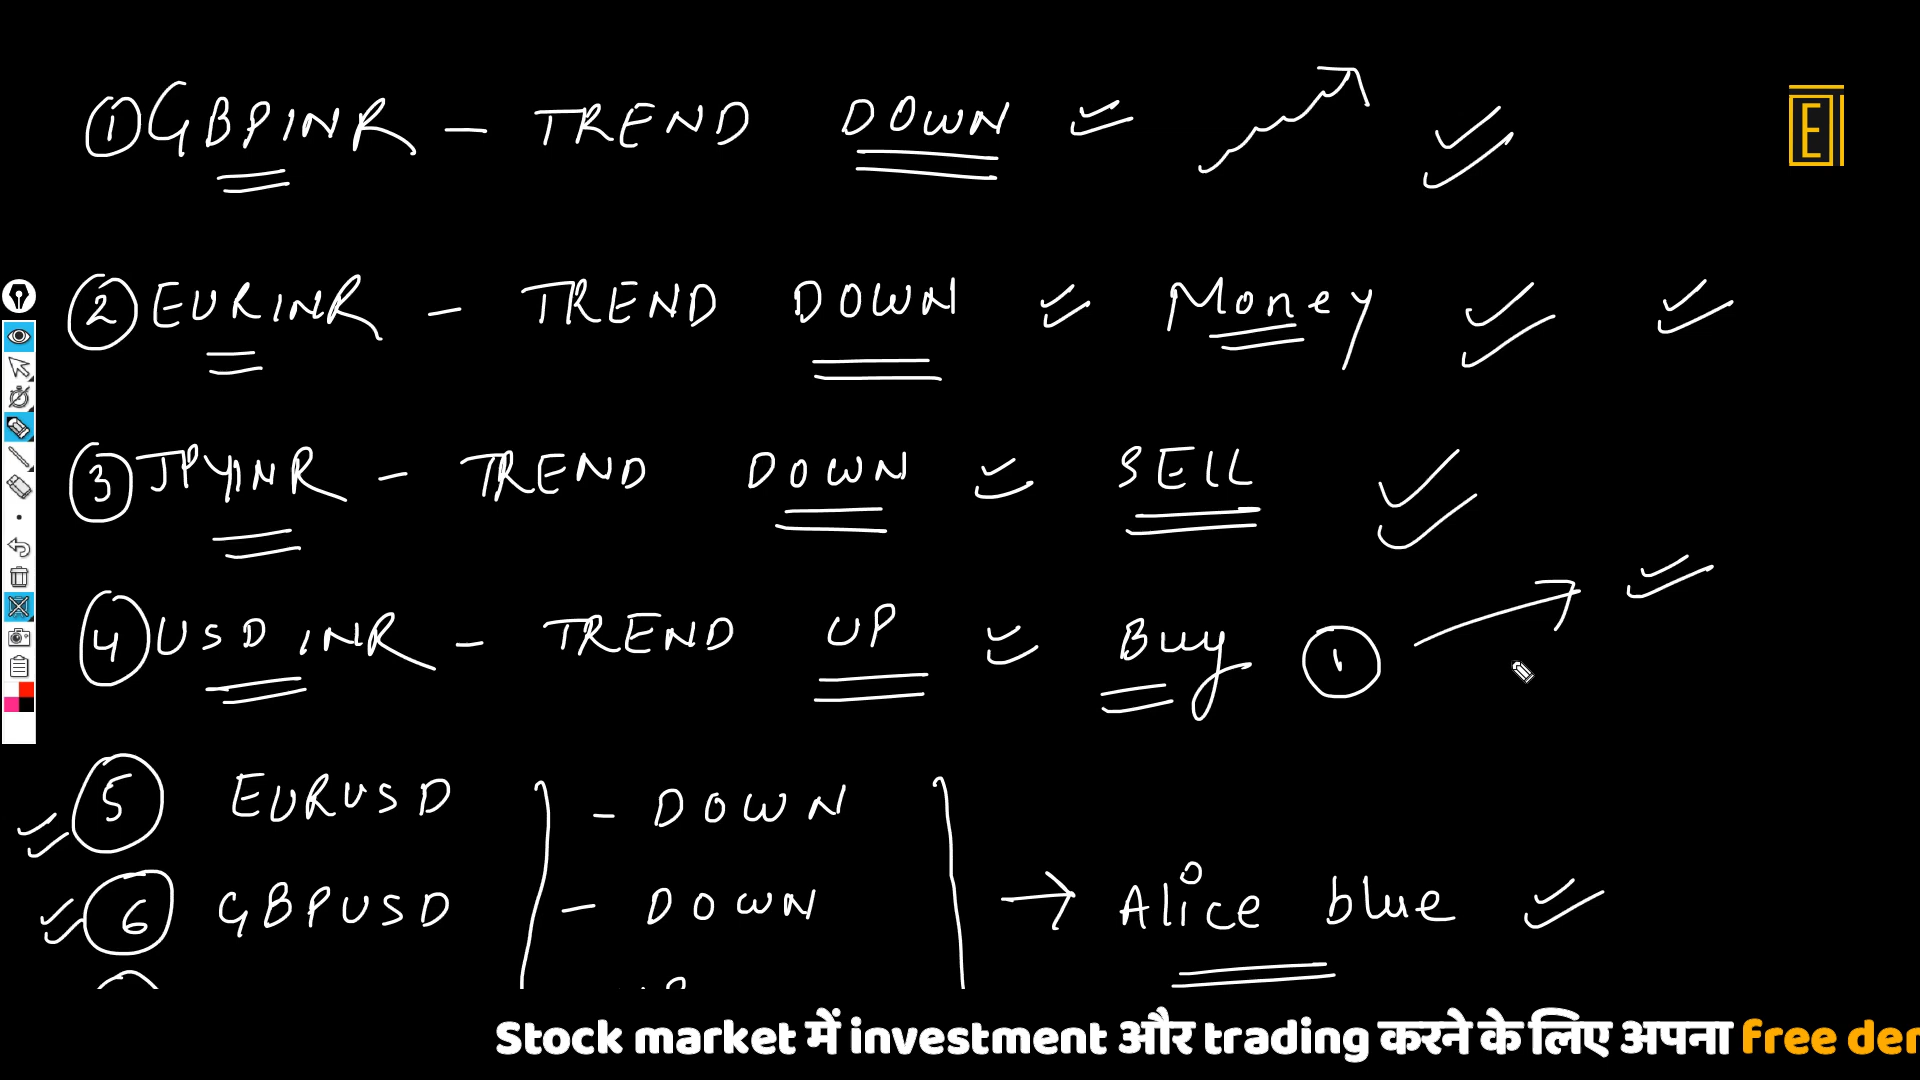 ① GBPINR - TREND DOWN
② EURINR - TREND DOWN Money
③ JPYINR - TREND DOWN SELL
④ USDINR - TREND UP Buy ①
⑤ EURUSD - DOWN
⑥ GBPUSD - DOWN → Alice blue
E
Stock market में investment और trading करने के लिए अपना free